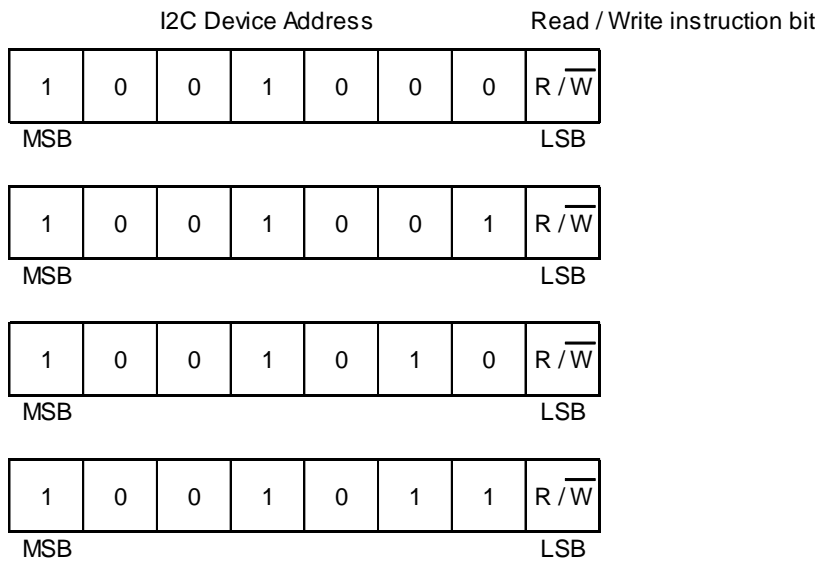 I2C Device Address Read / Write instruction bit
1 0 0 1 0 0 0 R / W̅
MSB LSB
1 0 0 1 0 0 1 R / W̅
MSB LSB
1 0 0 1 0 1 0 R / W̅
MSB LSB
1 0 0 1 0 1 1 R / W̅
MSB LSB